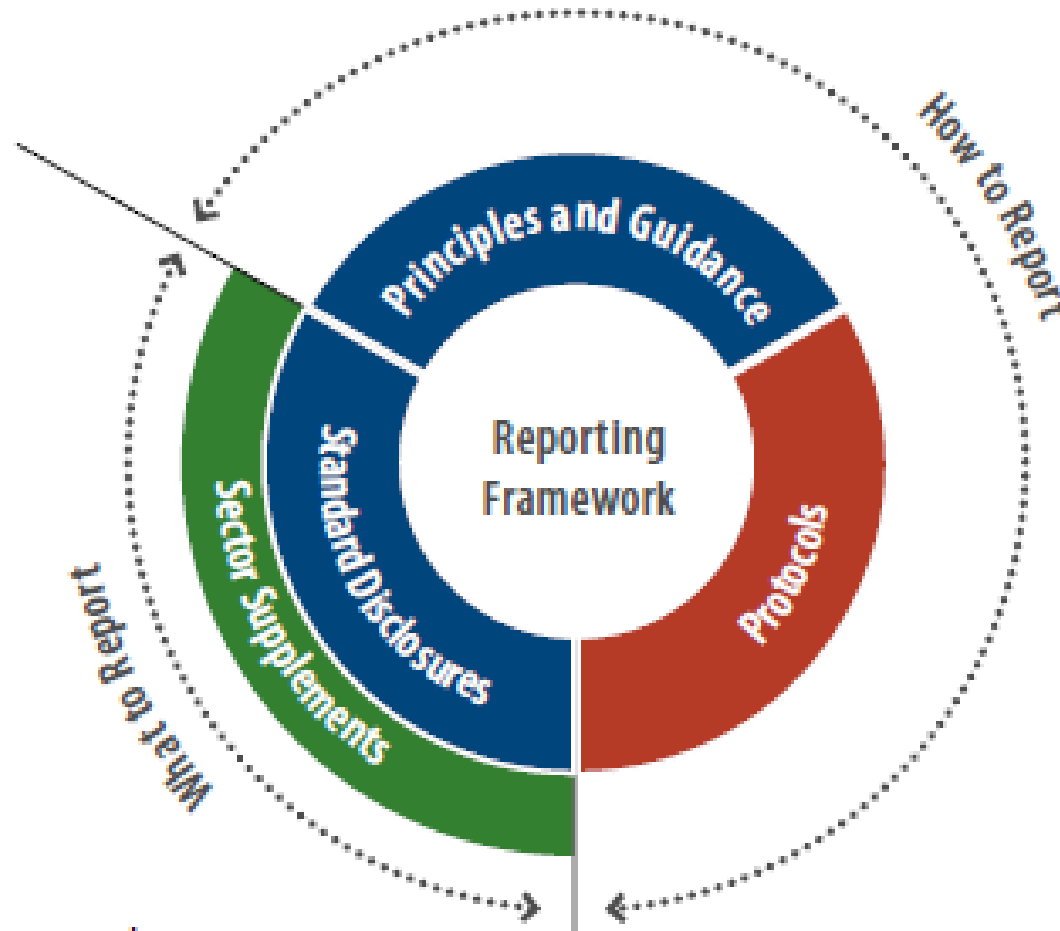 How to Report
Principles and Guidance
Reporting
Framework
Standard Disclosures
Protocols
Sector Supplements
What to Report